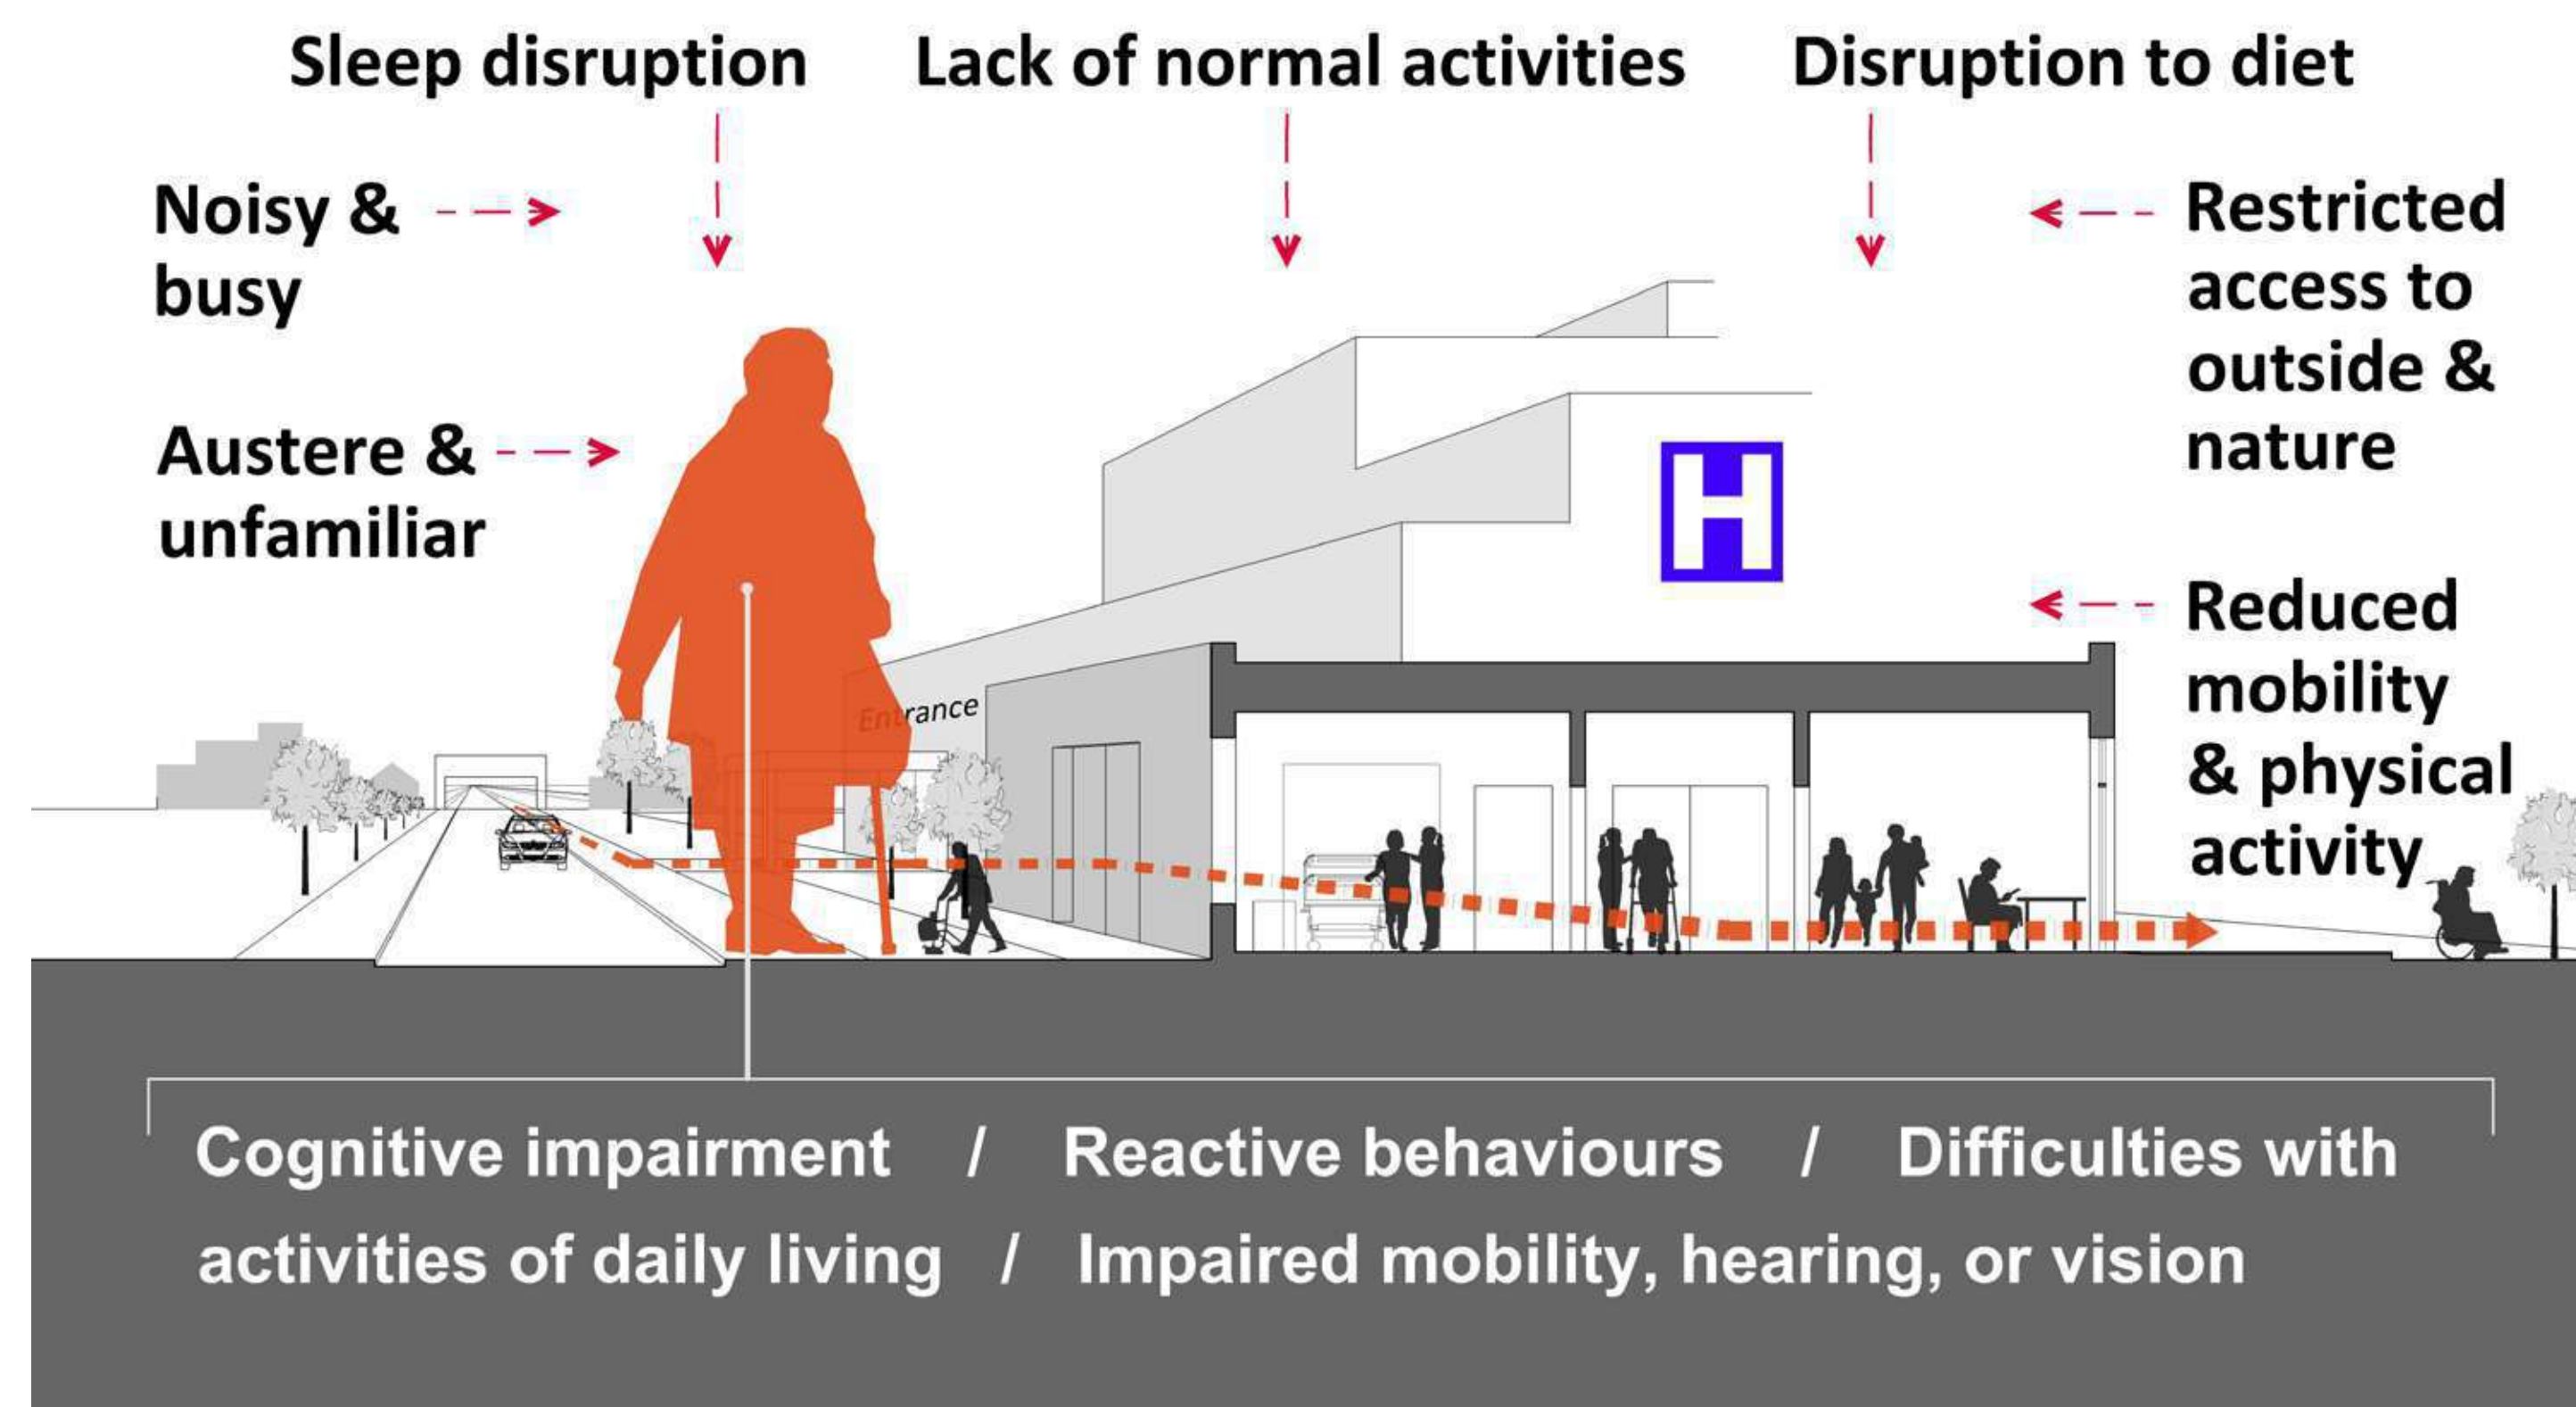 Sleep disruption
Lack of normal activities
Disruption to diet
Noisy &
busy
Restricted
access to
outside &
nature
Austere &
unfamiliar
H
Reduced
mobility
& physical
activity
Entrance
Cognitive impairment / Reactive behaviours / Difficulties with
activities of daily living / Impaired mobility, hearing, or vision